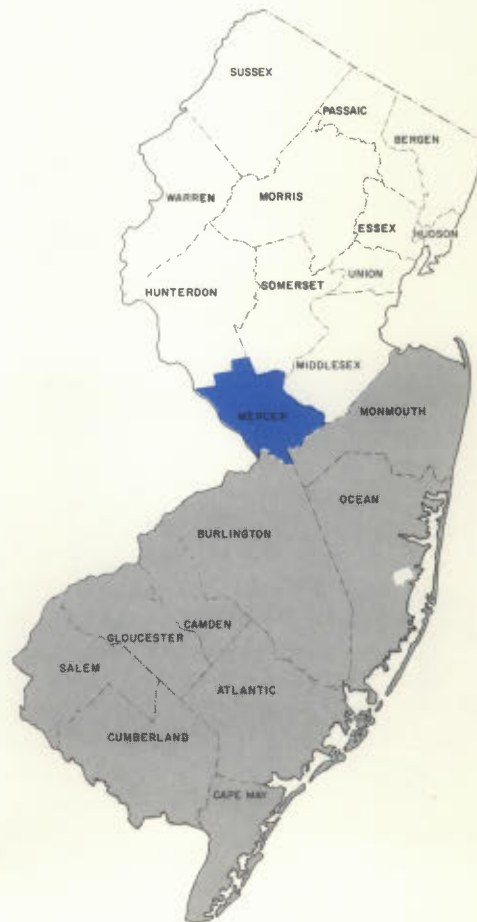 SUSSEX
PASSAIC
BERGEN
WARREN
MORRIS
ESSEX
HUDSON
UNION
SOMERSET
HUNTERDON
MIDDLESEX
MERCER
MONMOUTH
OCEAN
BURLINGTON
CAMDEN
GLOUCESTER
SALEM
ATLANTIC
CUMBERLAND
CAPE MAY